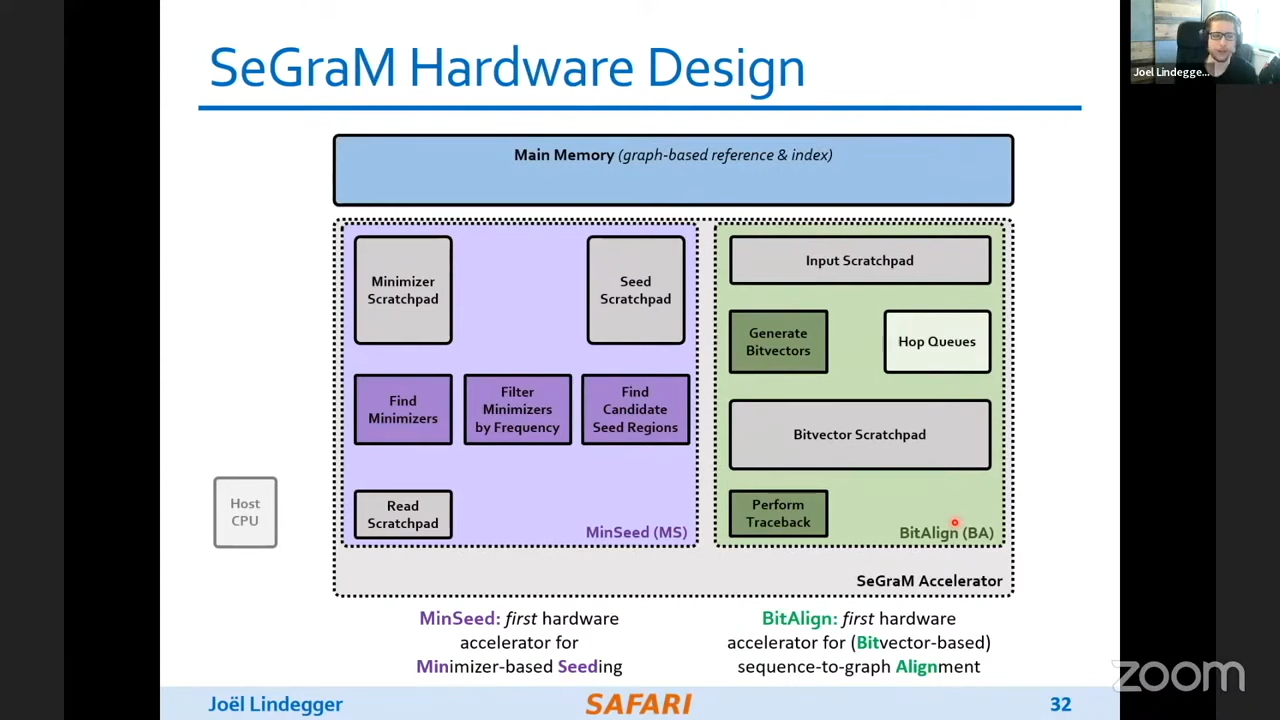 SeGraM Hardware Design
Joel Lindegge...
Main Memory (graph-based reference & index)
Minimizer
Scratchpad
Seed
Scratchpad
Find
Minimizers
Filter
Minimizers
by Frequency
Find
Candidate
Seed Regions
Read
Scratchpad
MinSeed (MS)
Input Scratchpad
Generate
Bitvectors
Hop Queues
Bitvector Scratchpad
Perform
Traceback
BitAlign (BA)
Host
CPU
SeGraM Accelerator
MinSeed: first hardware
accelerator for
Minimizer-based Seeding
BitAlign: first hardware
accelerator for (Bitvector-based)
sequence-to-graph Alignment
zoom
Joël Lindegger
SAFARI
32